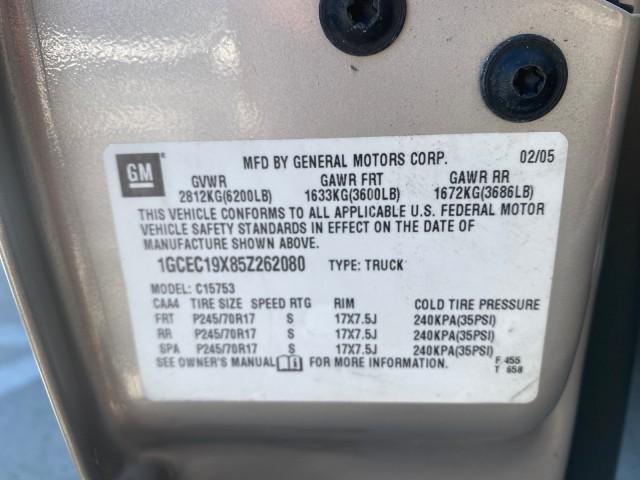 GM
MFD BY GENERAL MOTORS CORP. 02/05
GVWR GAWR FRT GAWR RR
2812KG(6200LB) 1633KG(3600LB) 1672KG(3686LB)
THIS VEHICLE CONFORMS TO ALL APPLICABLE U.S. FEDERAL MOTOR
VEHICLE SAFETY STANDARDS IN EFFECT ON THE DATE OF
MANUFACTURE SHOWN ABOVE.
1GCEC19X85Z262080 TYPE: TRUCK
MODEL: C15753
CAA4 TIRE SIZE SPEED RTG RIM COLD TIRE PRESSURE
FRT P245/70R17 S 17X7.5J 240KPA(35PSI)
RR P245/70R17 S 17X7.5J 240KPA(35PSI)
SPA P245/70R17 S 17X7.5J 240KPA(35PSI)
SEE OWNER'S MANUAL FOR MORE INFORMATION. F 455
T 658